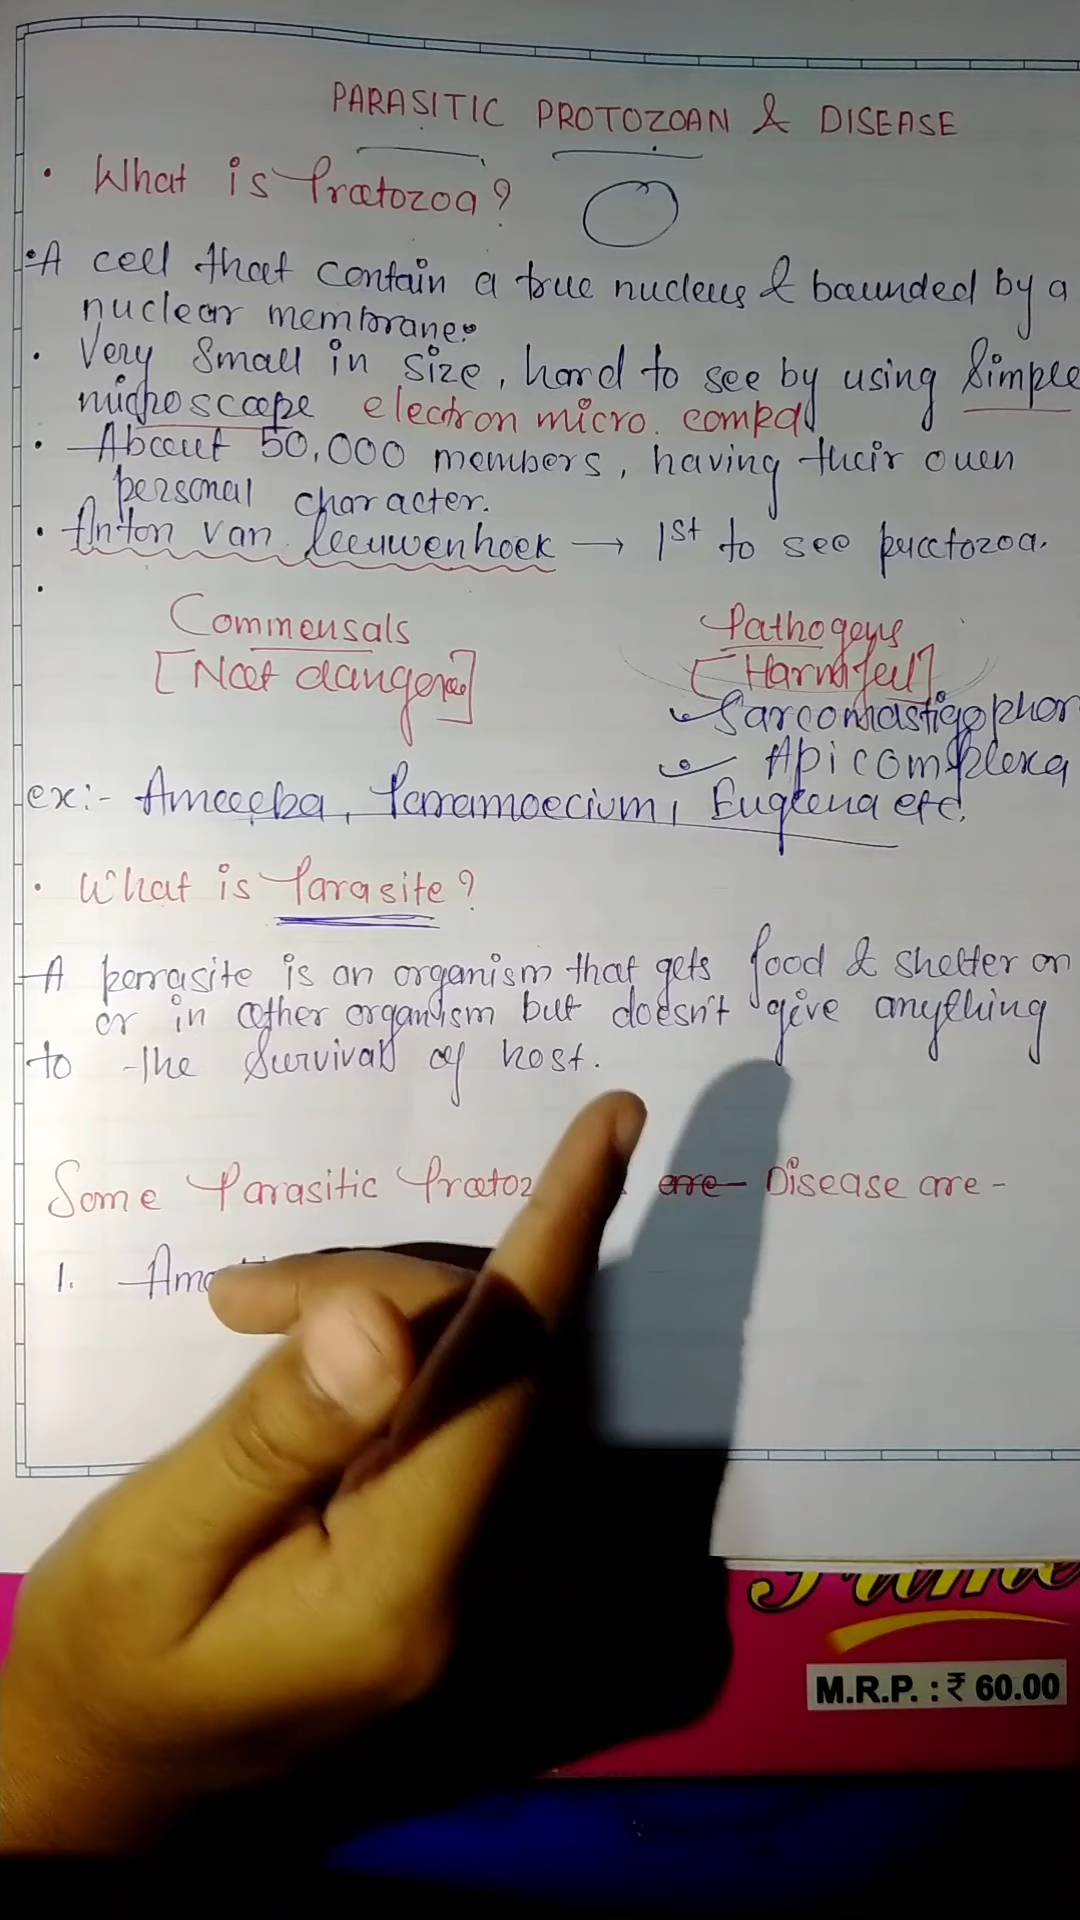 PARASITIC PROTOZOAN & DISEASE
• What is Protozoa?
• A cell that contain a true nucleus & bounded by a
nuclear membrane.
• Very small in size, hard to see by using Simple
microscope electron micro. compd
• About 50,000 members, having their own
personal character.
• Anton van leeuwenhoek → 1st to see protozoa.
•
Commensals
[Not danger]
Pathogens
[Harmful]
Sarcomastigophor
Apicomplexa
ex:- Amoeba, Paramoecium, Euglena etc.
• What is Parasite?
A parasite is an organism that gets food & shelter on
or in other organism but doesn't give anything
to the Survival of host.
Some Parasitic Protoz are Disease are -
1. Amo
M.R.P. : ₹ 60.00